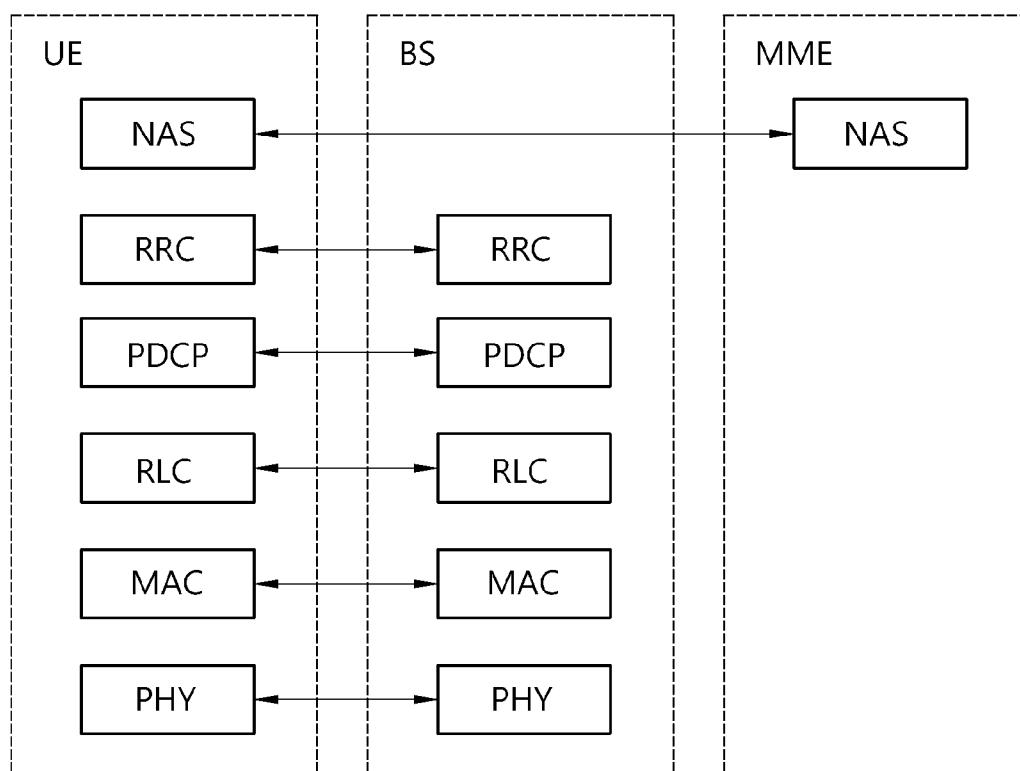 UE BS MME
NAS NAS
RRC RRC
PDCP PDCP
RLC RLC
MAC MAC
PHY PHY